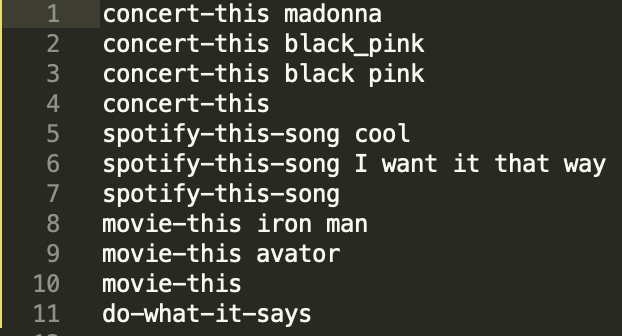 1 concert-this madonna
2 concert-this black_pink
3 concert-this black pink
4 concert-this
5 spotify-this-song cool
6 spotify-this-song I want it that way
7 spotify-this-song
8 movie-this iron man
9 movie-this avator
10 movie-this
11 do-what-it-says